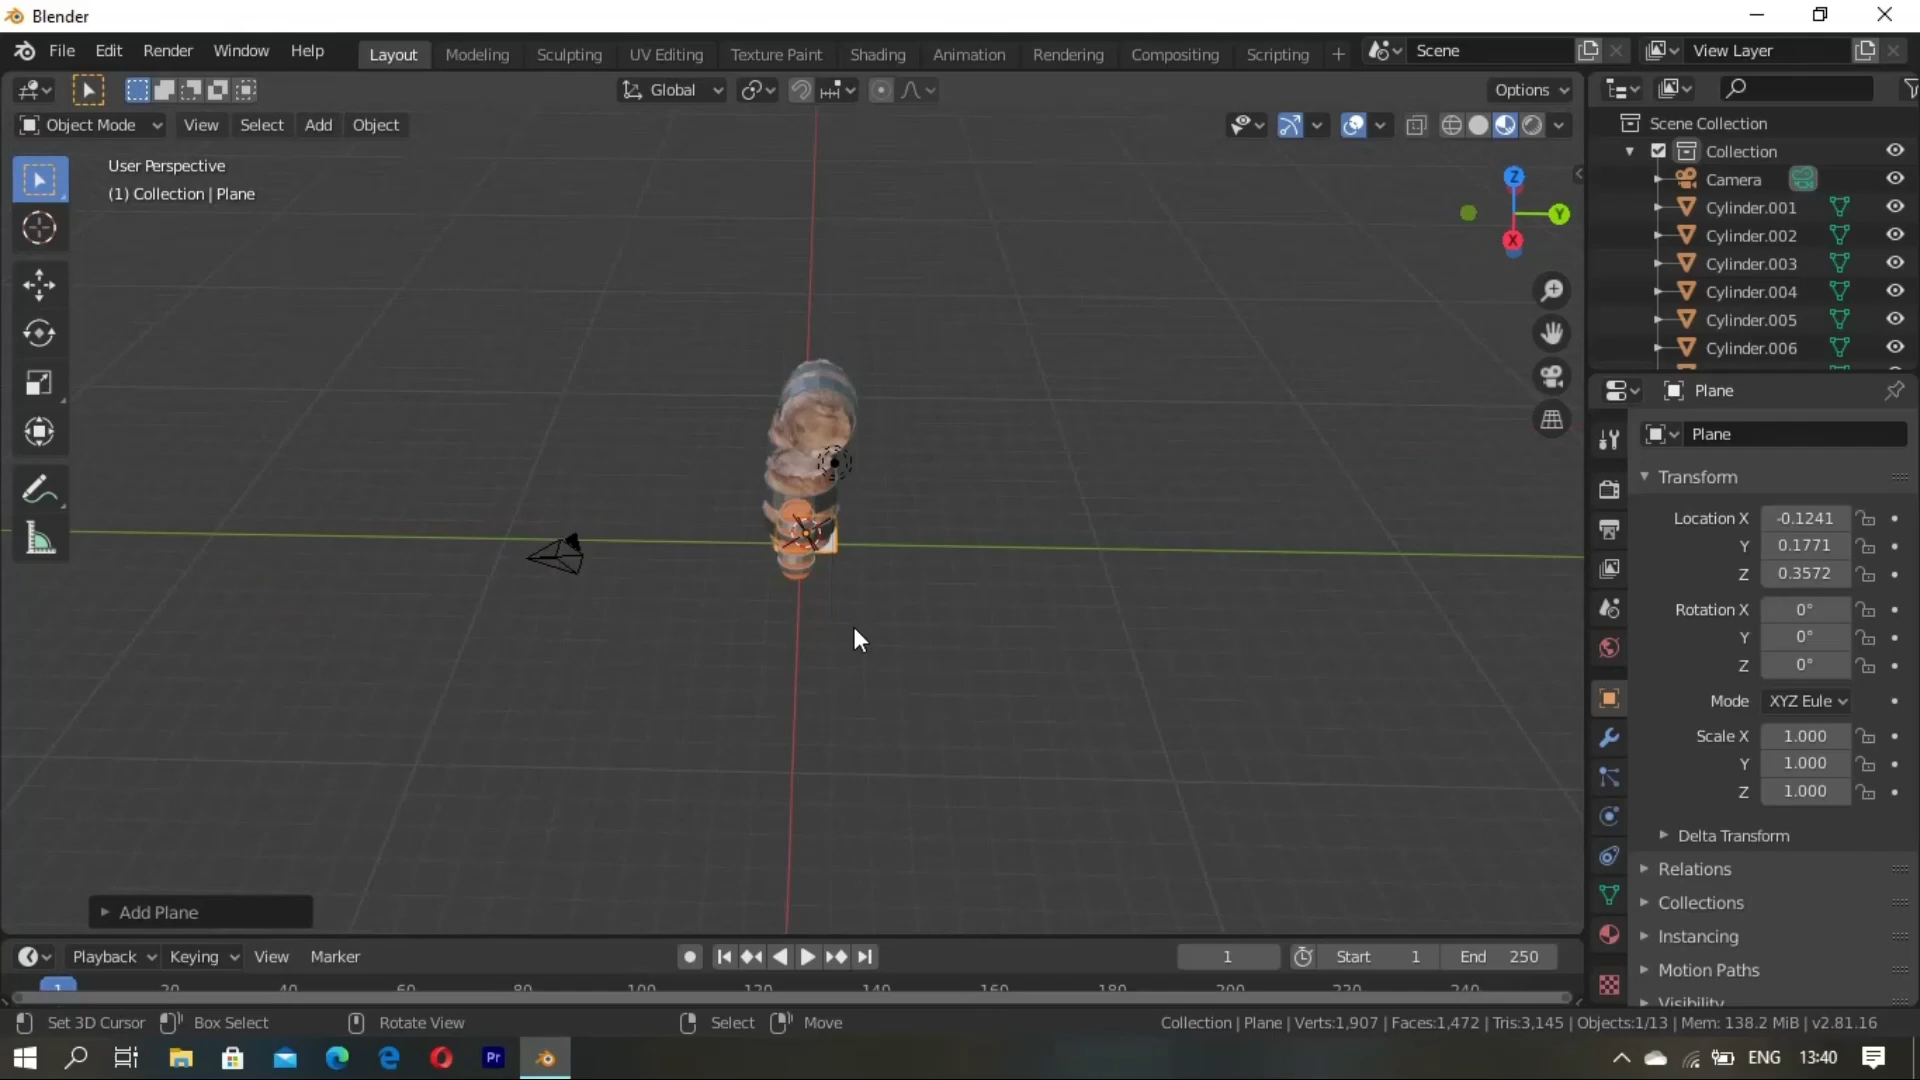 Blender
File Edit Render Window Help Layout Modeling Sculpting UV Editing Texture Paint Shading Animation Rendering Compositing Scripting + Scene View Layer
Global Options
Object Mode View Select Add Object
User Perspective
(1) Collection | Plane
Z
Y
X
Scene Collection
Collection
Camera
Cylinder.001
Cylinder.002
Cylinder.003
Cylinder.004
Cylinder.005
Cylinder.006
Plane
Plane
Transform
Location X -0.1241
Y 0.1771
Z 0.3572
Rotation X 0°
Y 0°
Z 0°
Mode XYZ Eule
Scale X 1.000
Y 1.000
Z 1.000
Delta Transform
Relations
Collections
Instancing
Motion Paths
Visibility
Add Plane
Playback Keying View Marker 1 Start 1 End 250
1 20 40 60 80 100 120 140 160 180 200 220 240
Set 3D Cursor Box Select Rotate View Select Move Collection | Plane | Verts:1,907 | Faces:1,472 | Tris:3,145 | Objects:1/13 | Mem: 138.2 MiB | v2.81.16
Pr ENG 13:40